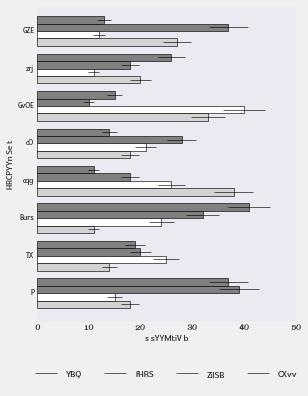 GZE
zrj
GvOE
cO
cqjg
Burs
TX
P
HRCPYYn Se t
0 10 20 30 40 50
s sYYMtiV b
YBQ fHRS ZJISB CXvv